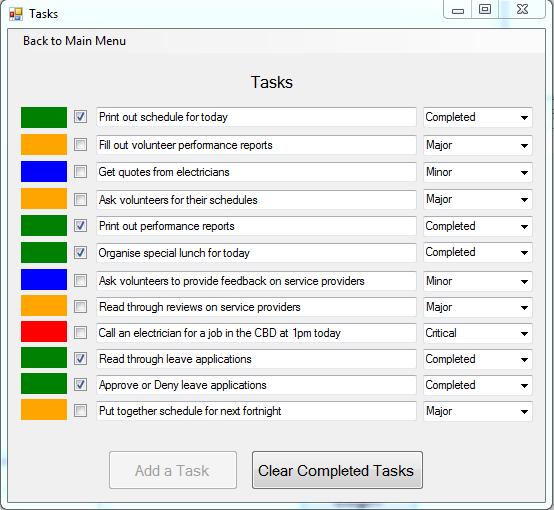 Tasks
Back to Main Menu
Tasks
Print out schedule for today Completed
Fill out volunteer performance reports Major
Get quotes from electricians Minor
Ask volunteers for their schedules Major
Print out performance reports Completed
Organise special lunch for today Completed
Ask volunteers to provide feedback on service providers Minor
Read through reviews on service providers Major
Call an electrician for a job in the CBD at 1pm today Critical
Read through leave applications Completed
Approve or Deny leave applications Completed
Put together schedule for next fortnight Major
Add a Task Clear Completed Tasks